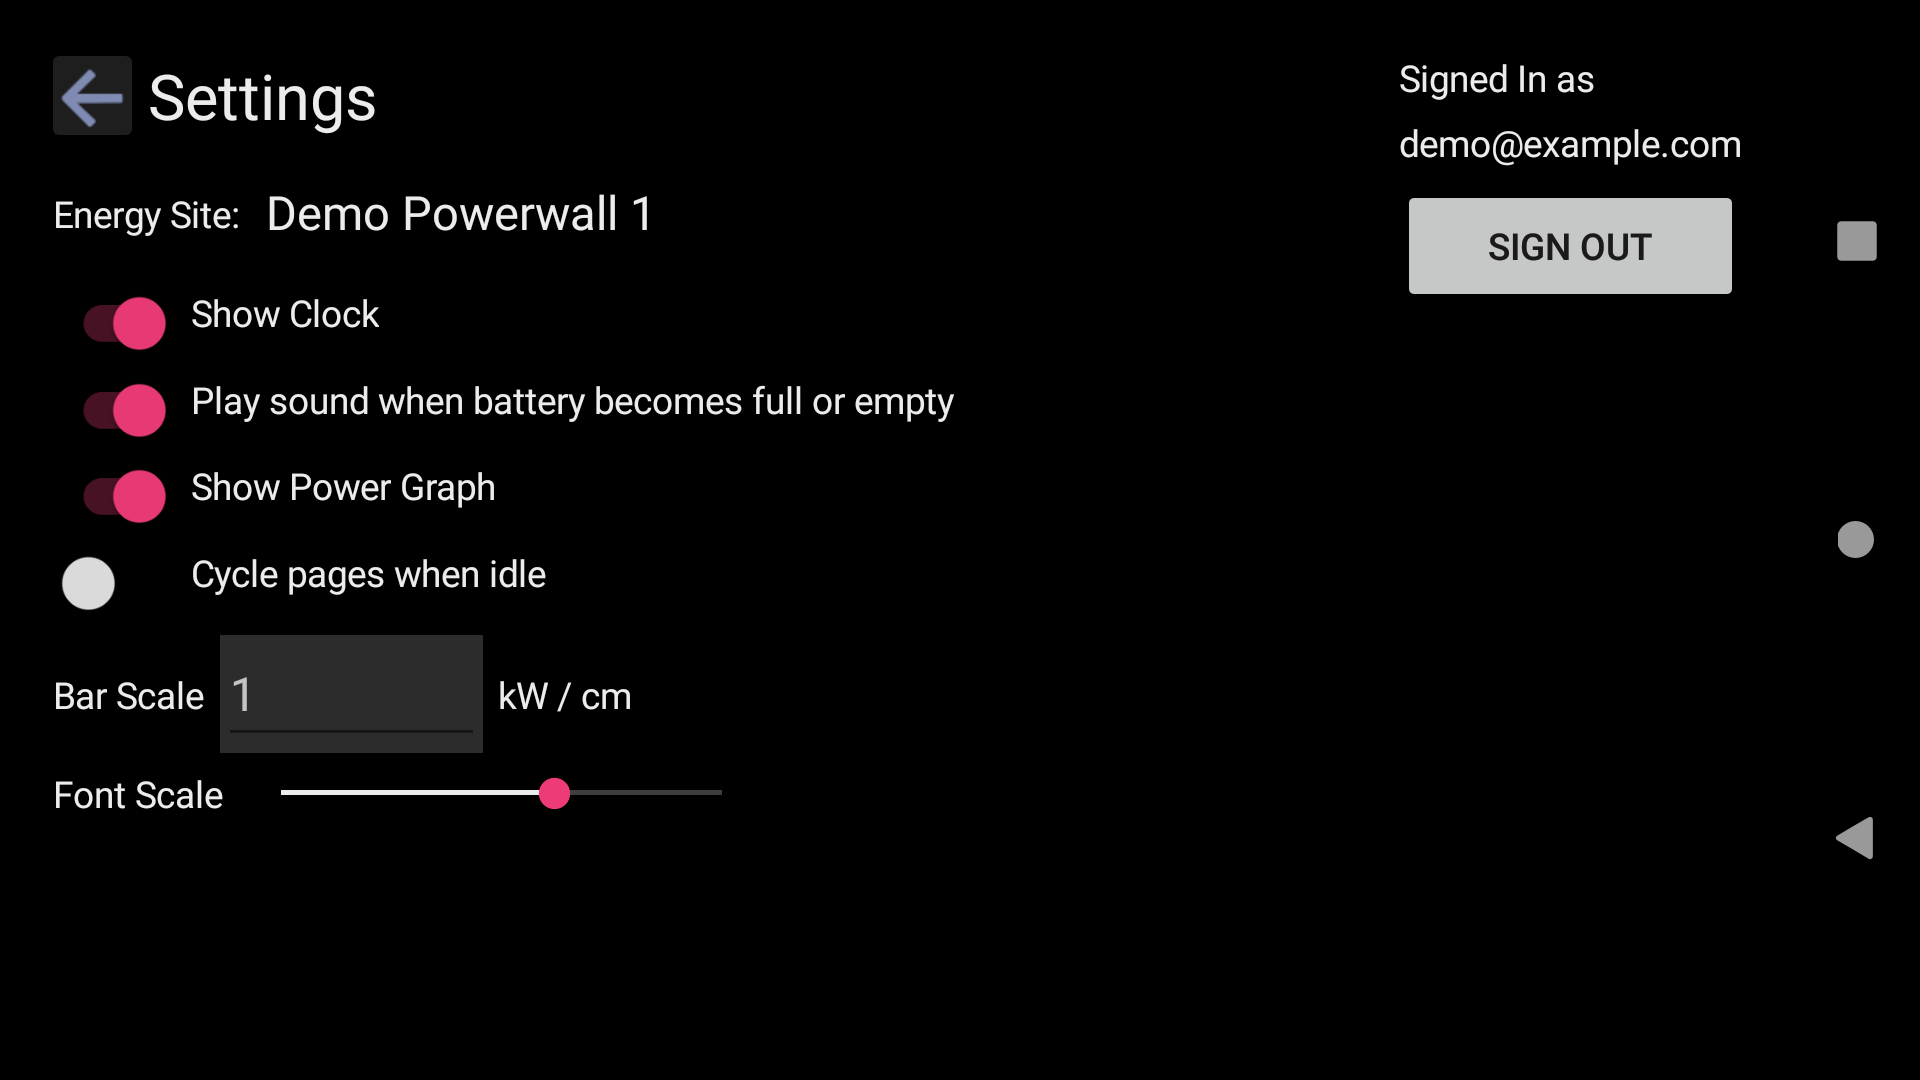 Settings
Signed In as
demo@example.com
SIGN OUT
Energy Site: Demo Powerwall 1
Show Clock
Play sound when battery becomes full or empty
Show Power Graph
Cycle pages when idle
Bar Scale 1 kW / cm
Font Scale